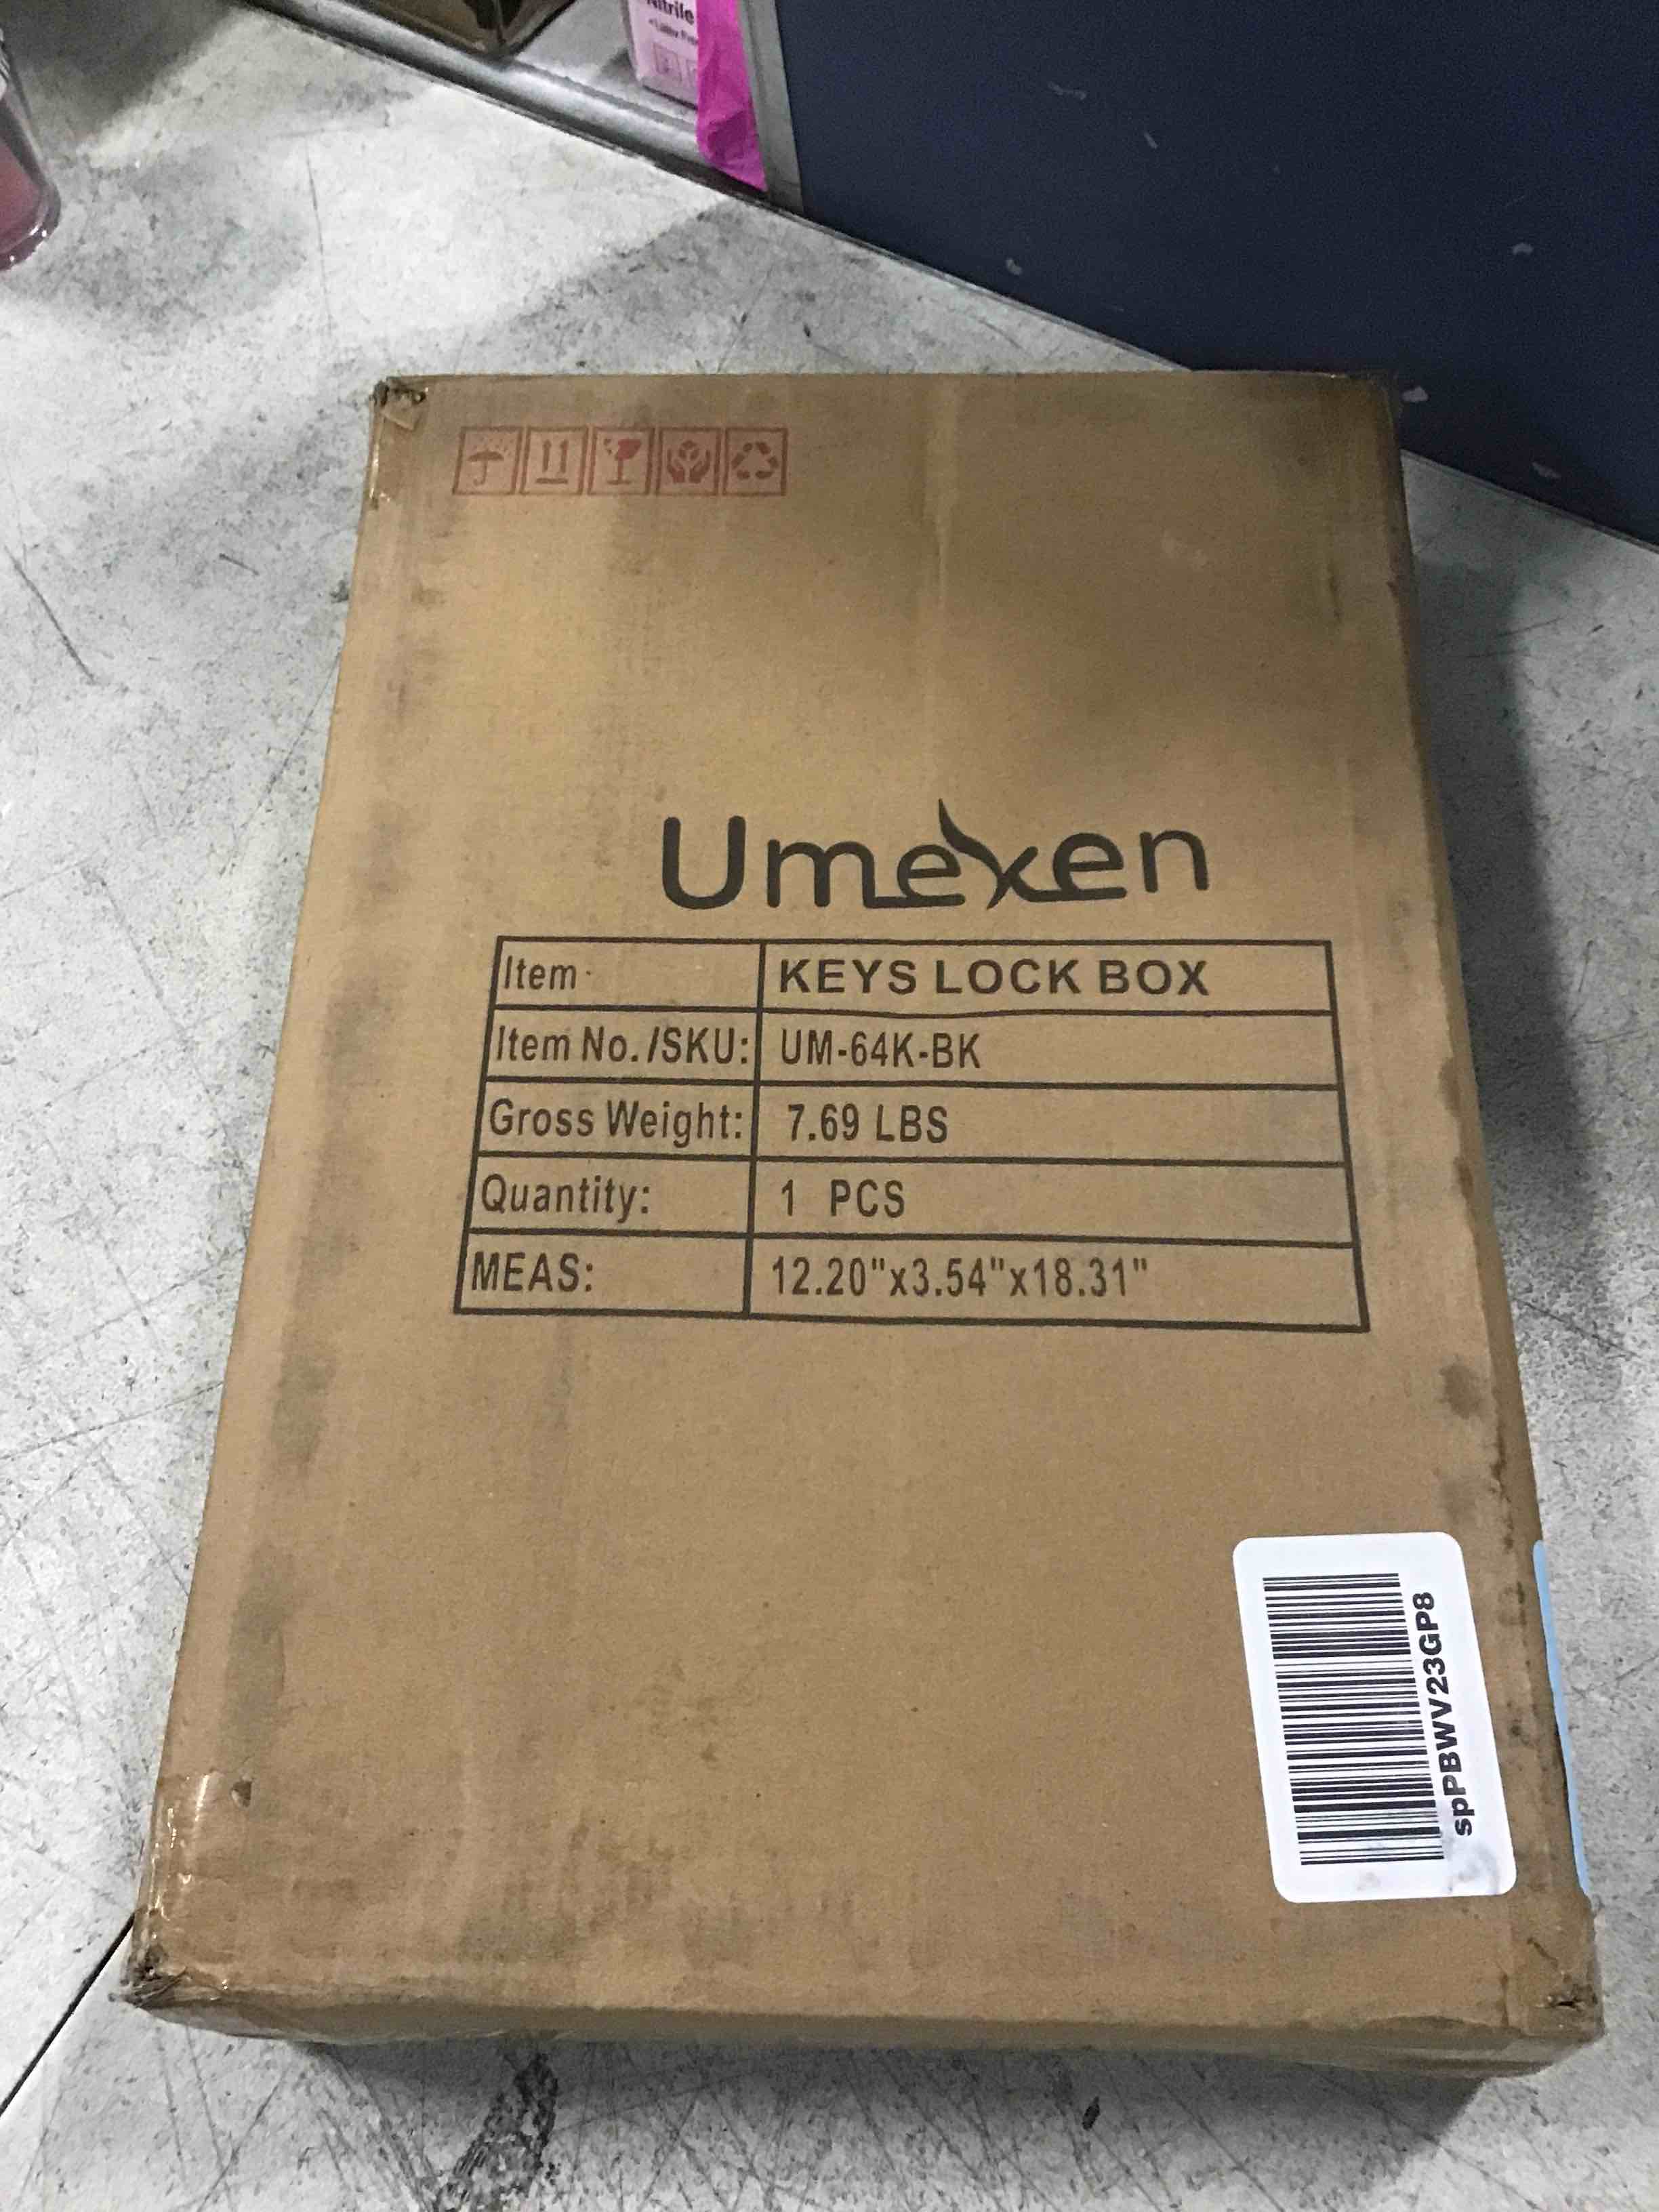 Nitrile
Umexen
Item
KEYS LOCK BOX
Item No./SKU:
UM-64K-BK
Gross Weight:
7.69 LBS
Quantity:
1 PCS
MEAS:
12.20"x3.54"x18.31"
spPBWV23GP8